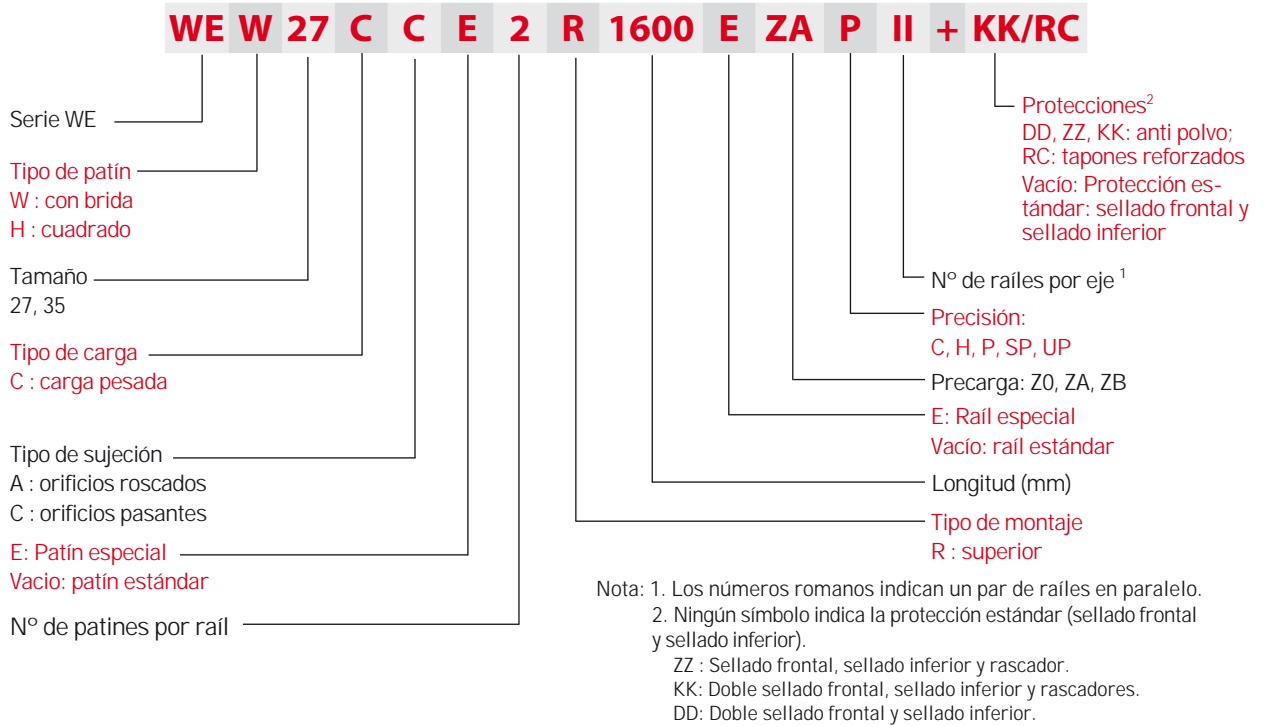 WE W 27 C C E 2 R 1600 E ZA P II + KK/RC
Serie WE
Tipo de patín
W : con brida
H : cuadrado
Tamaño
27, 35
Tipo de carga
C : carga pesada
Tipo de sujeción
A : orificios roscados
C : orificios pasantes
E: Patín especial
Vacio: patín estándar
Nº de patines por raíl
Protecciones2
DD, ZZ, KK: anti polvo;
RC: tapones reforzados
Vacío: Protección es-
tándar: sellado frontal y
sellado inferior
Nº de raíles por eje 1
Precisión:
C, H, P, SP, UP
Precarga: Z0, ZA, ZB
E: Raíl especial
Vacío: raíl estándar
Longitud (mm)
Tipo de montaje
R : superior
Nota: 1. Los números romanos indican un par de raíles en paralelo.
2. Ningún símbolo indica la protección estándar (sellado frontal
y sellado inferior).
ZZ : Sellado frontal, sellado inferior y rascador.
KK: Doble sellado frontal, sellado inferior y rascadores.
DD: Doble sellado frontal y sellado inferior.